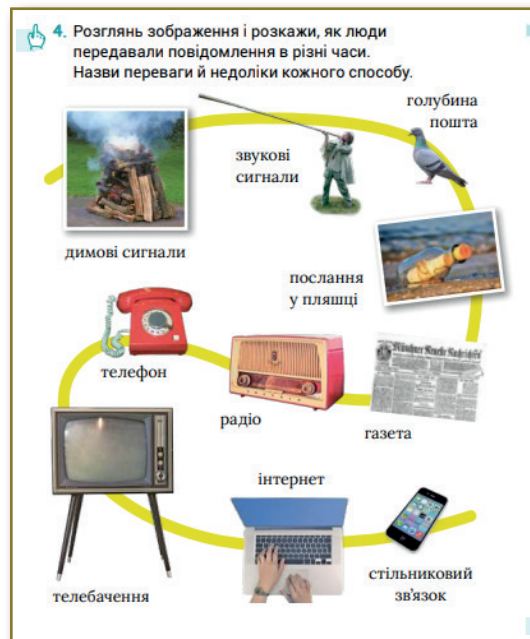 4. Розглянь зображення і розкажи, як люди
передавали повідомлення в різні часи.
Назви переваги й недоліки кожного способу.
голубина
пошта
звукові
сигнали
димові сигнали
послання
у пляшці
телефон
радіо
газета
інтернет
телебачення
стільниковий
зв'язок